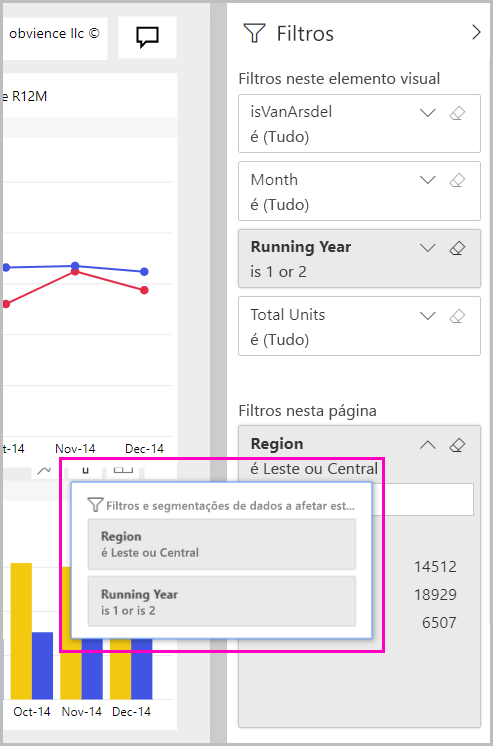 obvience llc ©
e R12M
t-14
Nov-14
Dec-14
Oct-14
Nov-14
Dec-14
Filtros
Filtros neste elemento visual
isVanArsdel
é (Tudo)
Month
é (Tudo)
Running Year
is 1 or 2
Total Units
é (Tudo)
Filtros nesta página
Region
é Leste ou Central
14512
18929
6507
Filtros e segmentações de dados a afetar est...
Region
é Leste ou Central
Running Year
is 1 or is 2